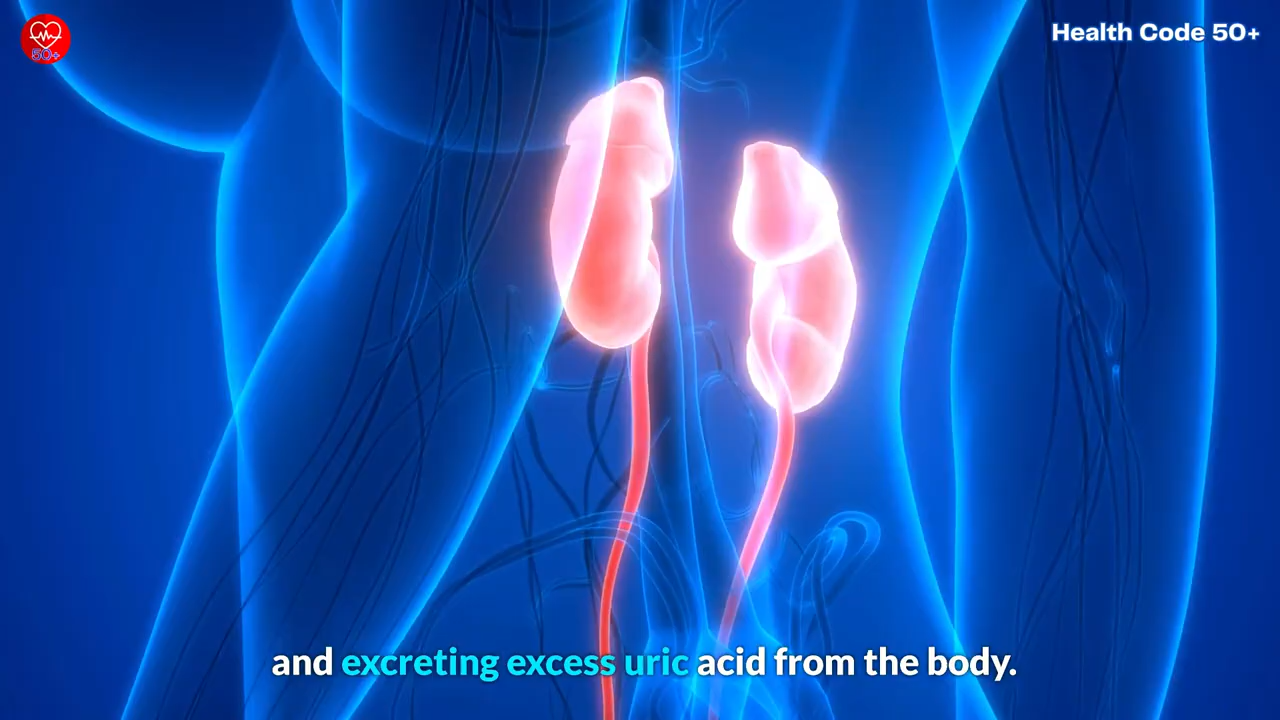 50+
Health Code 50+
and excreting excess uric acid from the body.